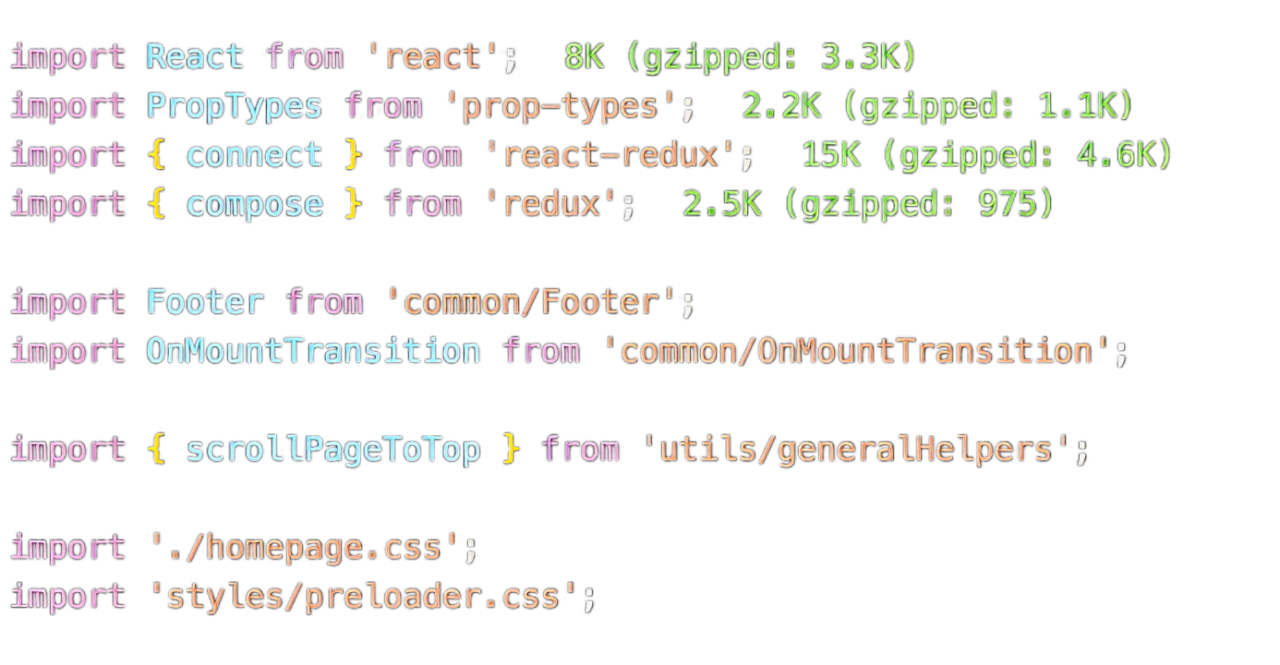 import React from 'react';  8K (gzipped: 3.3K)
import PropTypes from 'prop-types';  2.2K (gzipped: 1.1K)
import { connect } from 'react-redux';  15K (gzipped: 4.6K)
import { compose } from 'redux';  2.5K (gzipped: 975)
import Footer from 'common/Footer';
import OnMountTransition from 'common/OnMountTransition';
import { scrollPageToTop } from 'utils/generalHelpers';
import './homepage.css';
import 'styles/preloader.css';